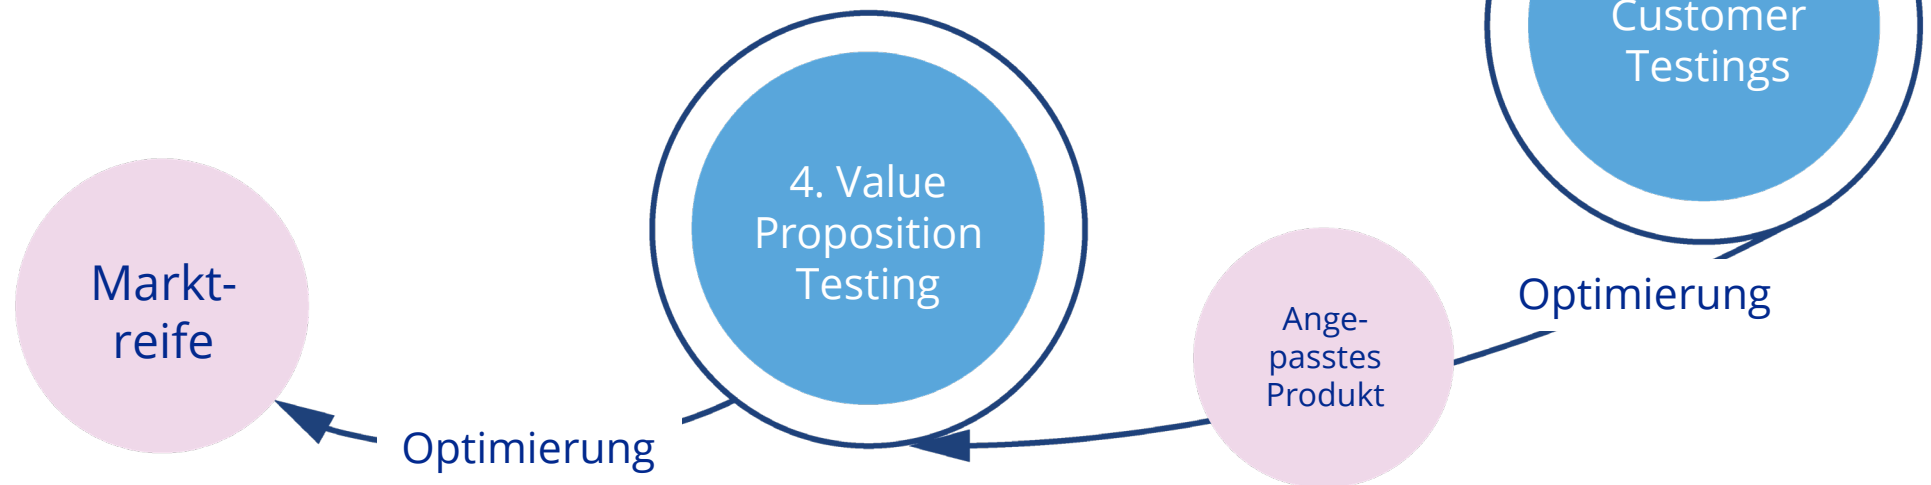 Customer
Testings
4. Value
Proposition
Testing
Markt-
reife
Ange-
passtes
Produkt
Optimierung
Optimierung